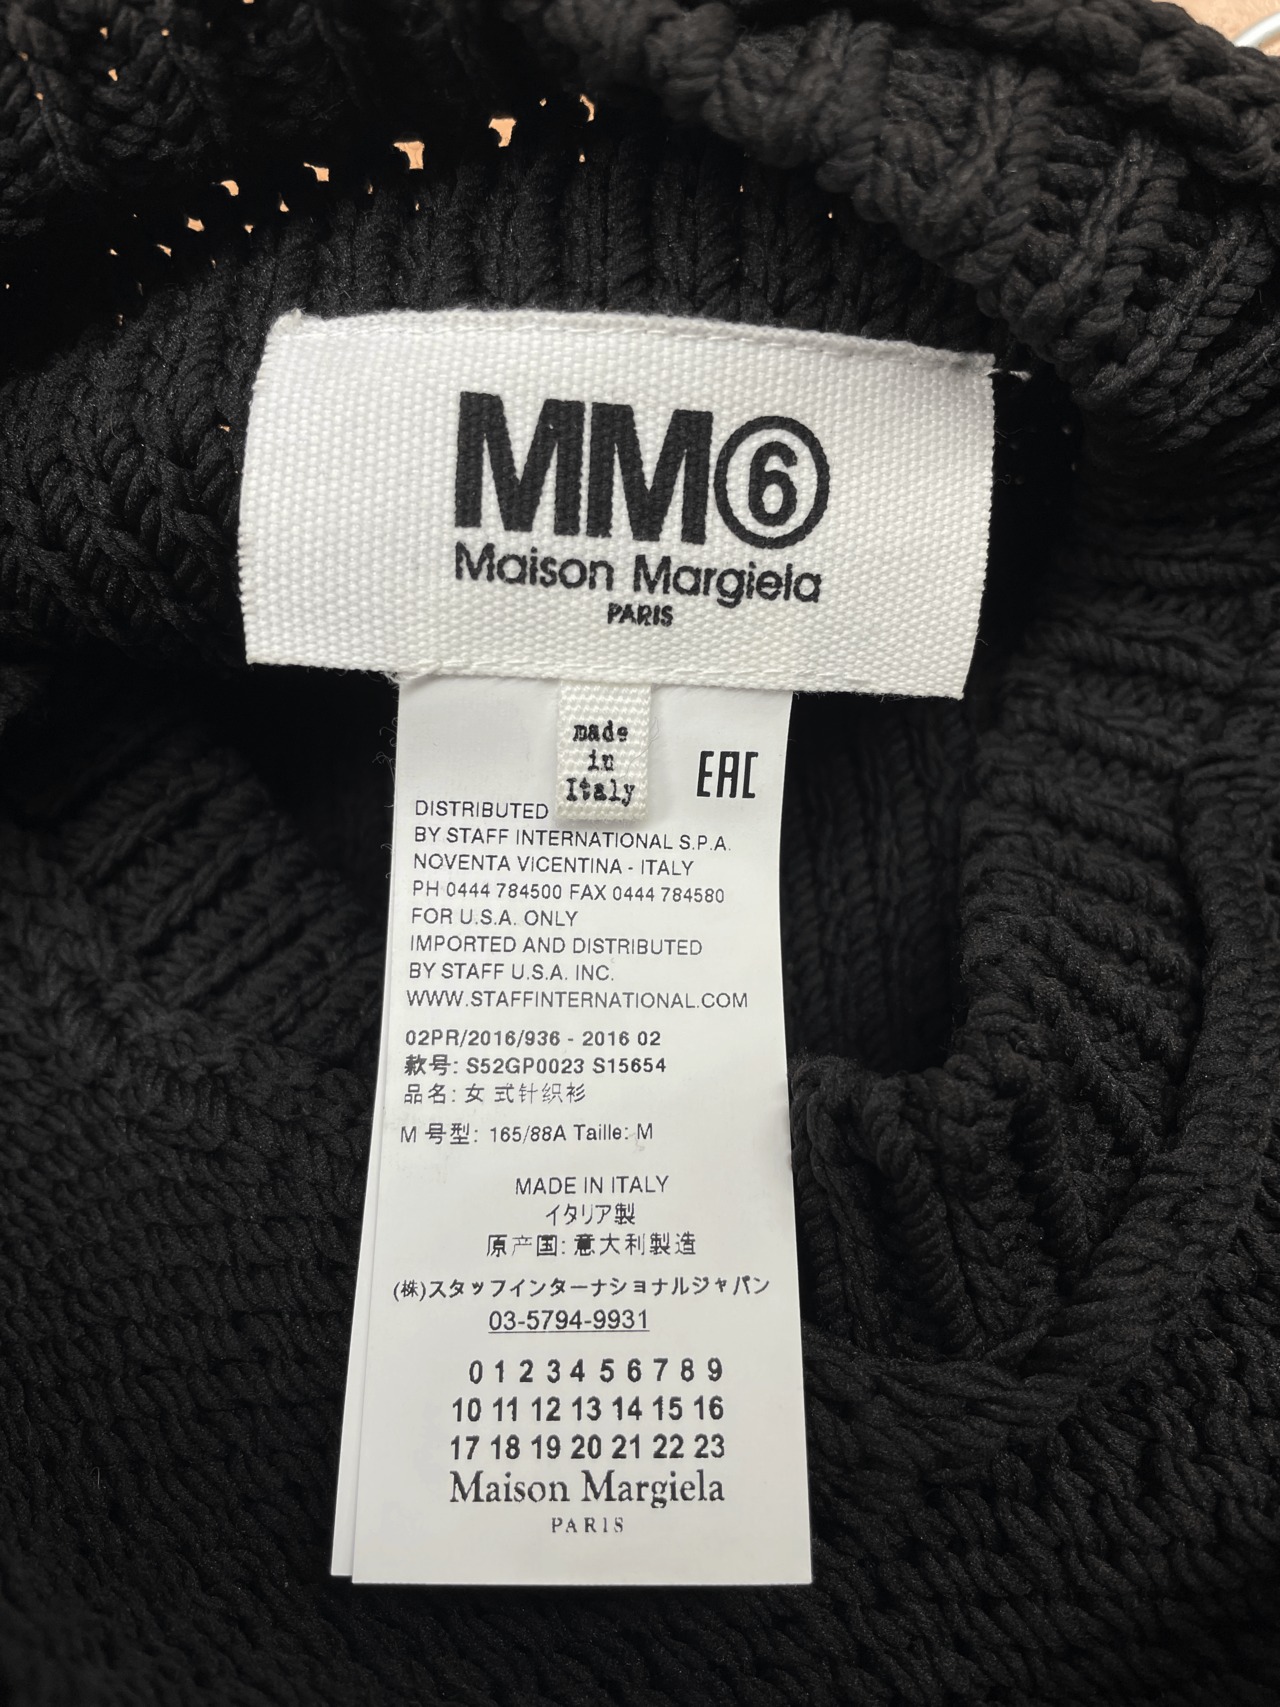 MM⑥
Maison Margiela
PARIS
made
in
Italy
EAC
DISTRIBUTED
BY STAFF INTERNATIONAL S.P.A.
NOVENTA VICENTINA - ITALY
PH 0444 784500 FAX 0444 784580
FOR U.S.A. ONLY
IMPORTED AND DISTRIBUTED
BY STAFF U.S.A. INC.
WWW.STAFFINTERNATIONAL.COM
02PR/2016/936 - 2016 02
款号: S52GP0023 S15654
品名: 女 式针织衫
M 号型: 165/88A Taille: M
MADE IN ITALY
イタリア製
原产国: 意大利製造
(株)スタッフインターナショナルジャパン
03-5794-9931
0 1 2 3 4 5 6 7 8 9
10 11 12 13 14 15 16
17 18 19 20 21 22 23
Maison Margiela
PARIS